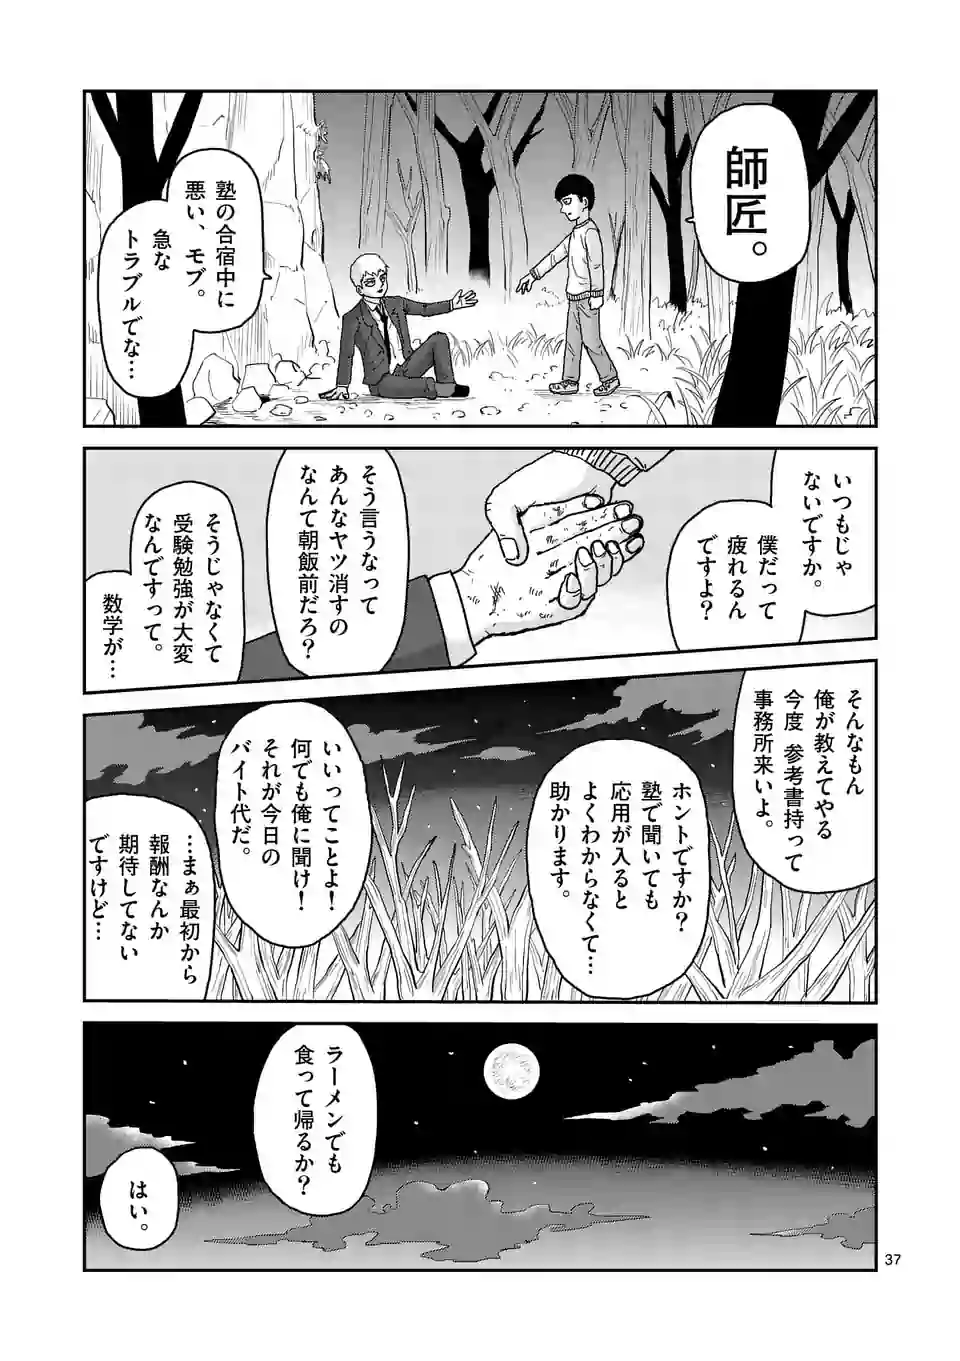 師匠。
塾の合宿中に
悪い、モブ。
急な
トラブルでな…
いつもじゃ
ないですか。
僕だって
疲れるん
ですよ？
そう言うなって
あんなヤツ消すの
なんて朝飯前だろ？
そうじゃなくて
受験勉強が大変
なんですって。
数学が…
そんなもん
俺が教えてやる
今度 参考書持って
事務所来いよ。
ホントですか？
塾で聞いても
応用が入ると
よくわからなくて…
助かります。
いいってことよ！
何でも俺に聞け！
それが今日の
バイト代だ。
…まぁ最初から
報酬なんか
期待してない
ですけど…
ラーメンでも
食って帰るか？
はい。
37